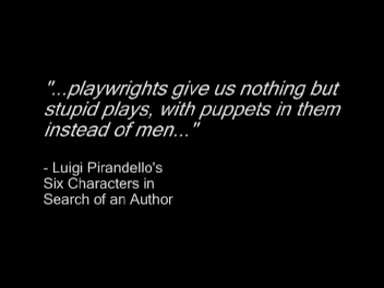 "...playwrights give us nothing but
stupid plays, with puppets in them
instead of men..."
- Luigi Pirandello's
Six Characters in
Search of an Author